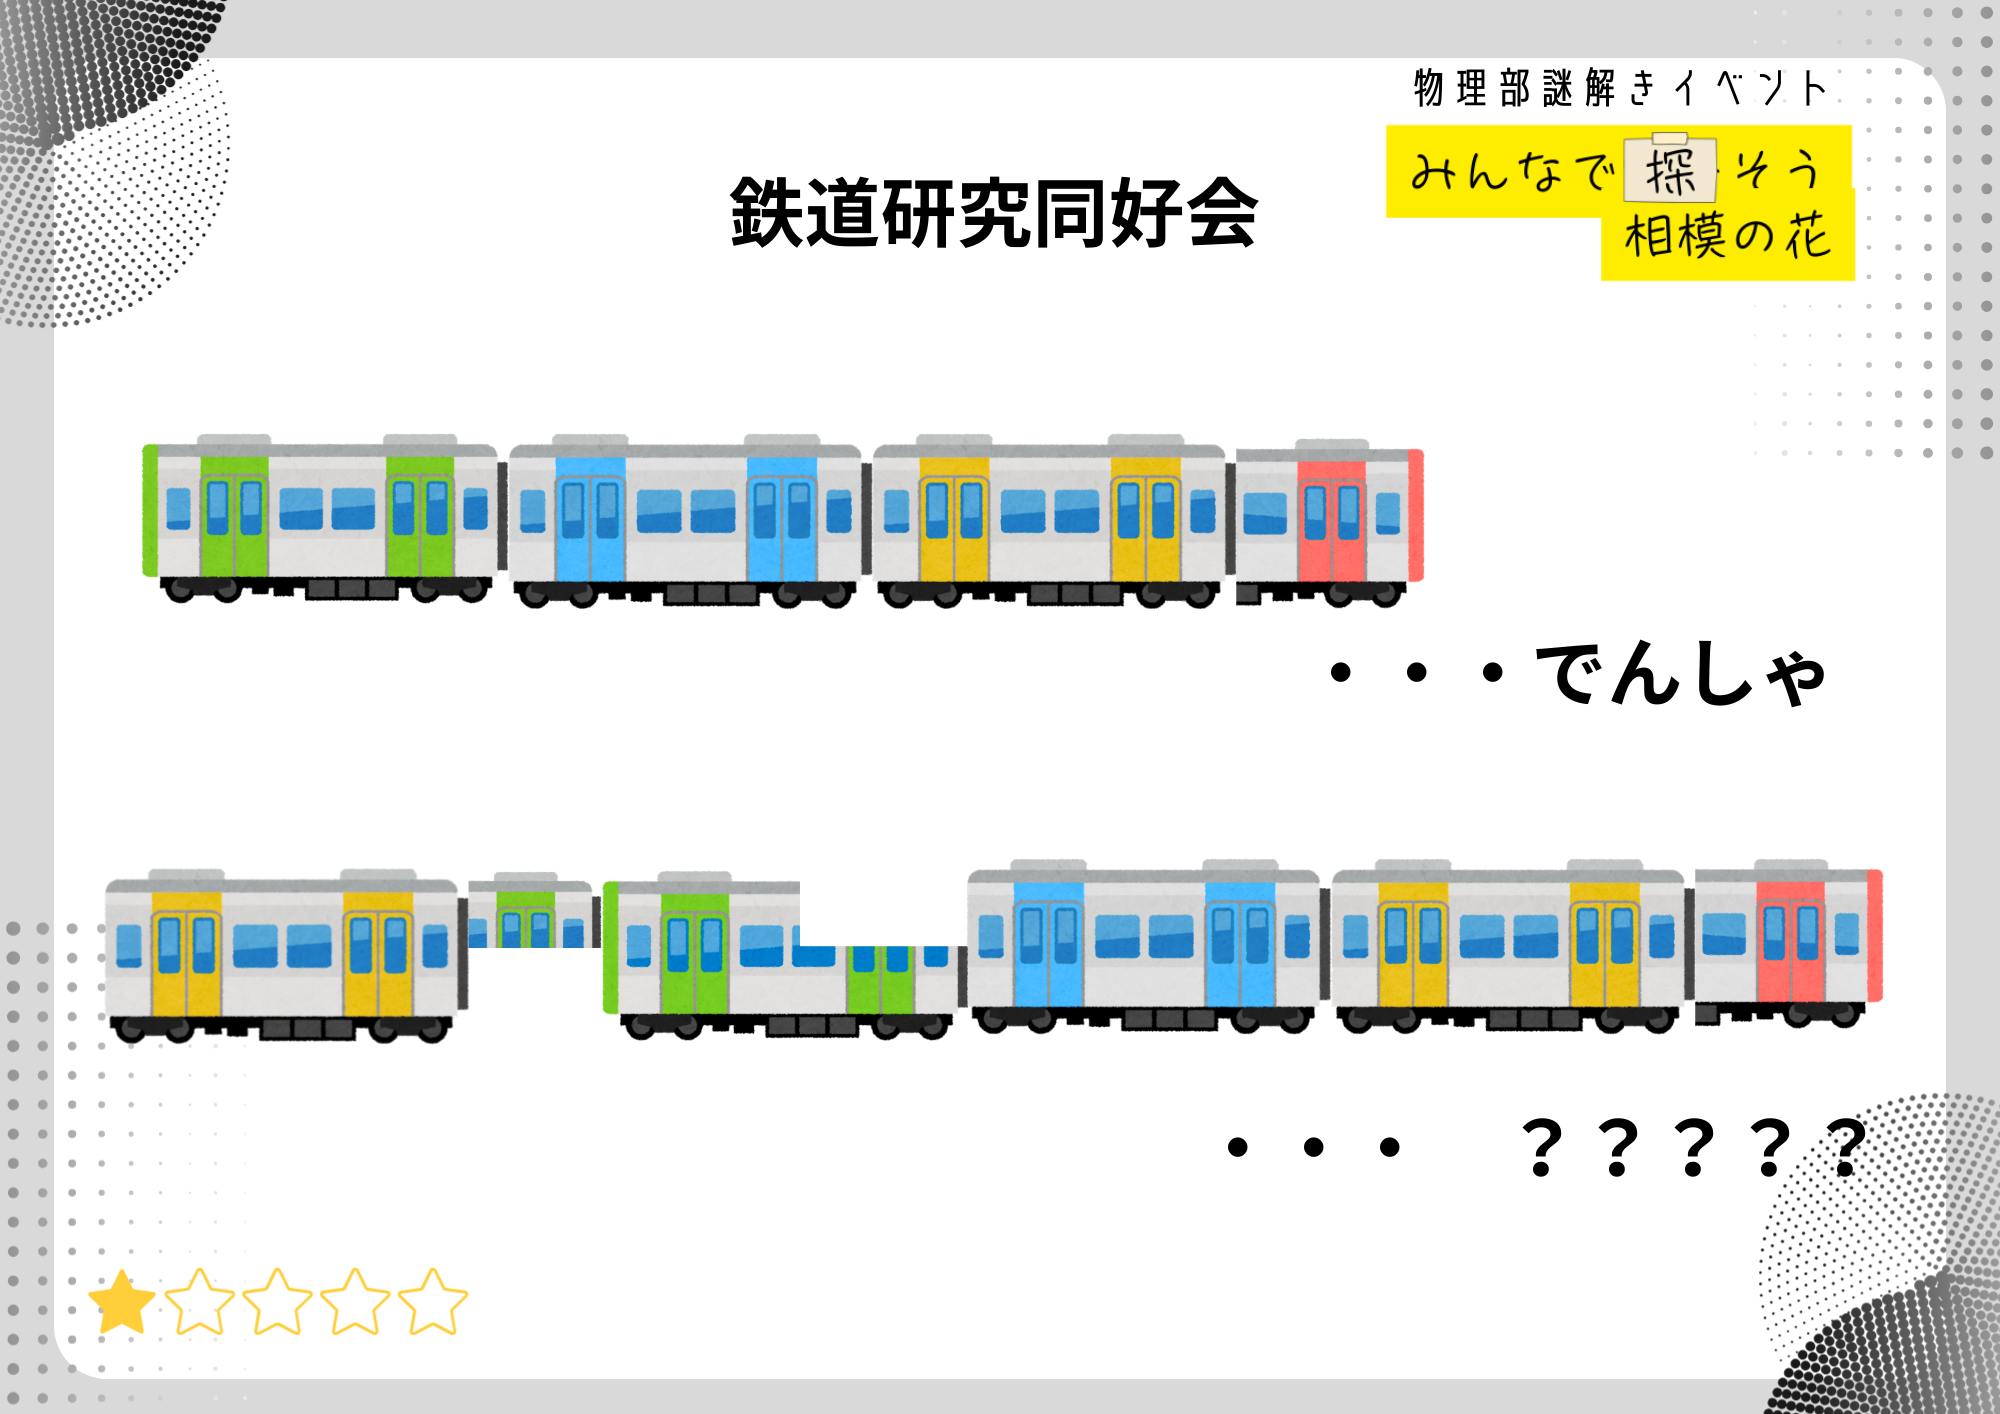 物理部謎解きイベント
みんなで探そう
相模の花
鉄道研究同好会
・・・でんしゃ
・・・　？？？？？